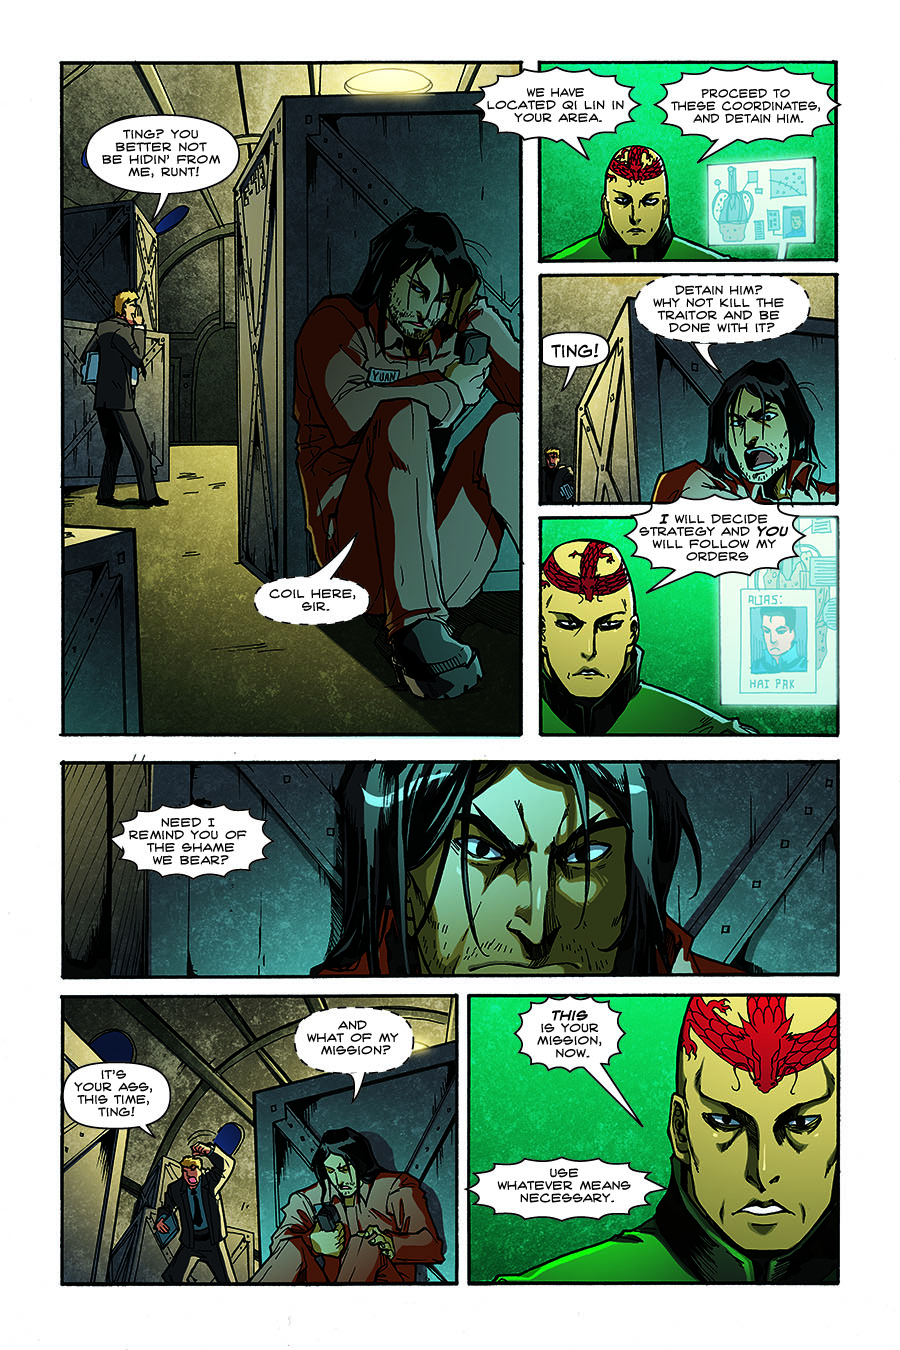 TING? YOU
BETTER NOT
BE HIDIN' FROM
ME, RUNT!
YUAN
COIL HERE,
SIR.
WE HAVE
LOCATED QI LIN IN
YOUR AREA.
PROCEED TO
THESE COORDINATES,
AND DETAIN HIM.
TING!
DETAIN HIM?
WHY NOT KILL THE
TRAITOR AND BE
DONE WITH IT?
I WILL DECIDE
STRATEGY AND YOU
WILL FOLLOW MY
ORDERS
ALIAS:
HAI PAK
NEED I
REMIND YOU OF
THE SHAME
WE BEAR?
IT'S
YOUR ASS,
THIS TIME,
TING!
AND
WHAT OF MY
MISSION?
THIS
IS YOUR
MISSION,
NOW.
USE
WHATEVER MEANS
NECESSARY.